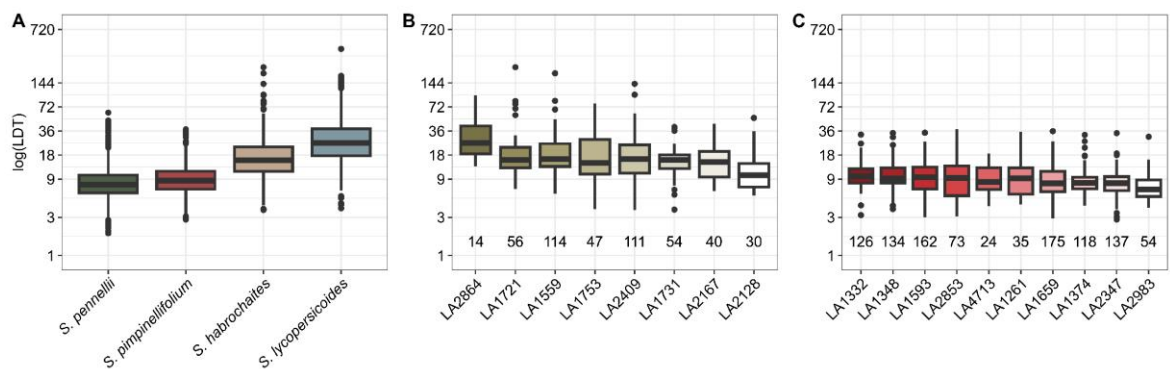 A
log(LDT)
720
144
72
36
18
9
3
1
S. pennellii
S. pimpinellifolium
S. habrochaites
S. lycopersicoides
B
720
144
72
36
18
9
3
1
14 56 114 47 111 54 40 30
LA2864
LA1721
LA1559
LA1753
LA2409
LA1731
LA2167
LA2128
C
720
144
72
36
18
9
3
1
126 134 162 73 24 35 175 118 137 54
LA1332
LA1348
LA1593
LA2853
LA4713
LA1261
LA1659
LA1374
LA2347
LA2983